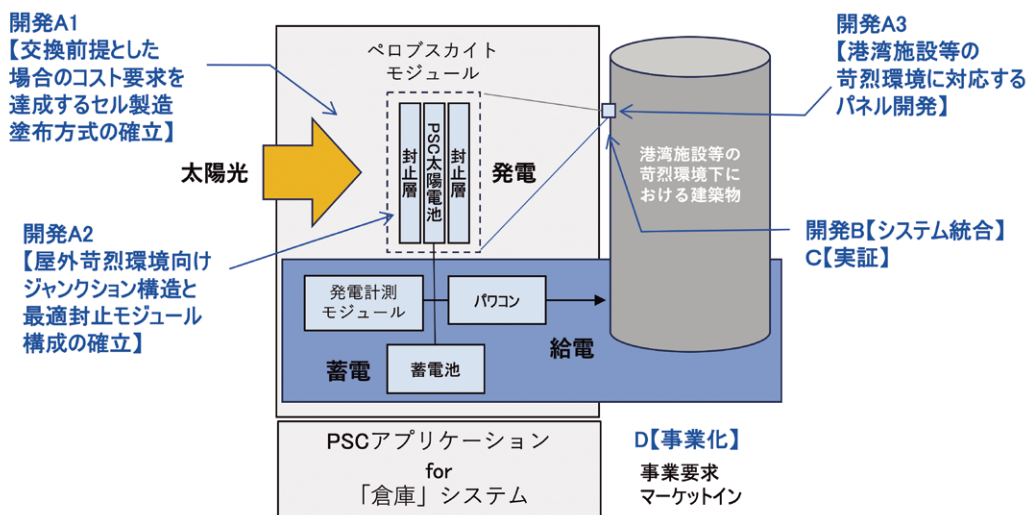 開発A1
【交換前提とした
場合のコスト要求を
達成するセル製造
塗布方式の確立】
ペロブスカイト
モジュール
開発A3
【港湾施設等の
苛烈環境に対応する
パネル開発】
太陽光
封止層
PSC太陽電池
封止層
発電
港湾施設等の
苛烈環境下に
おける建築物
開発A2
【屋外苛烈環境向け
ジャンクション構造と
最適封止モジュール
構成の確立】
開発B【システム統合】
C【実証】
発電計測
モジュール
パワコン
給電
蓄電
蓄電池
PSCアプリケーション
for
「倉庫」システム
D【事業化】
事業要求
マーケットイン